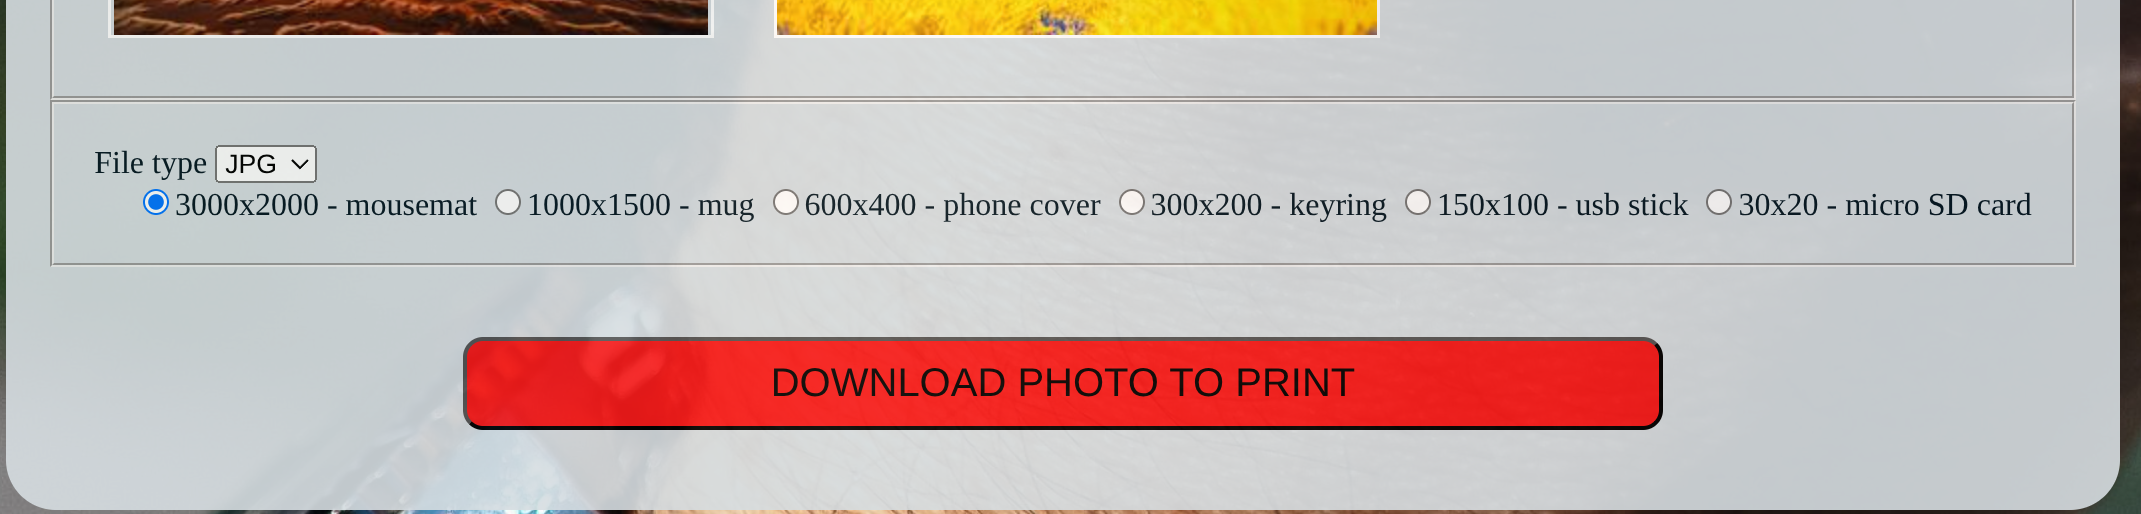 File type JPG
3000x2000 - mousemat 1000x1500 - mug 600x400 - phone cover 300x200 - keyring 150x100 - usb stick 30x20 - micro SD card
DOWNLOAD PHOTO TO PRINT